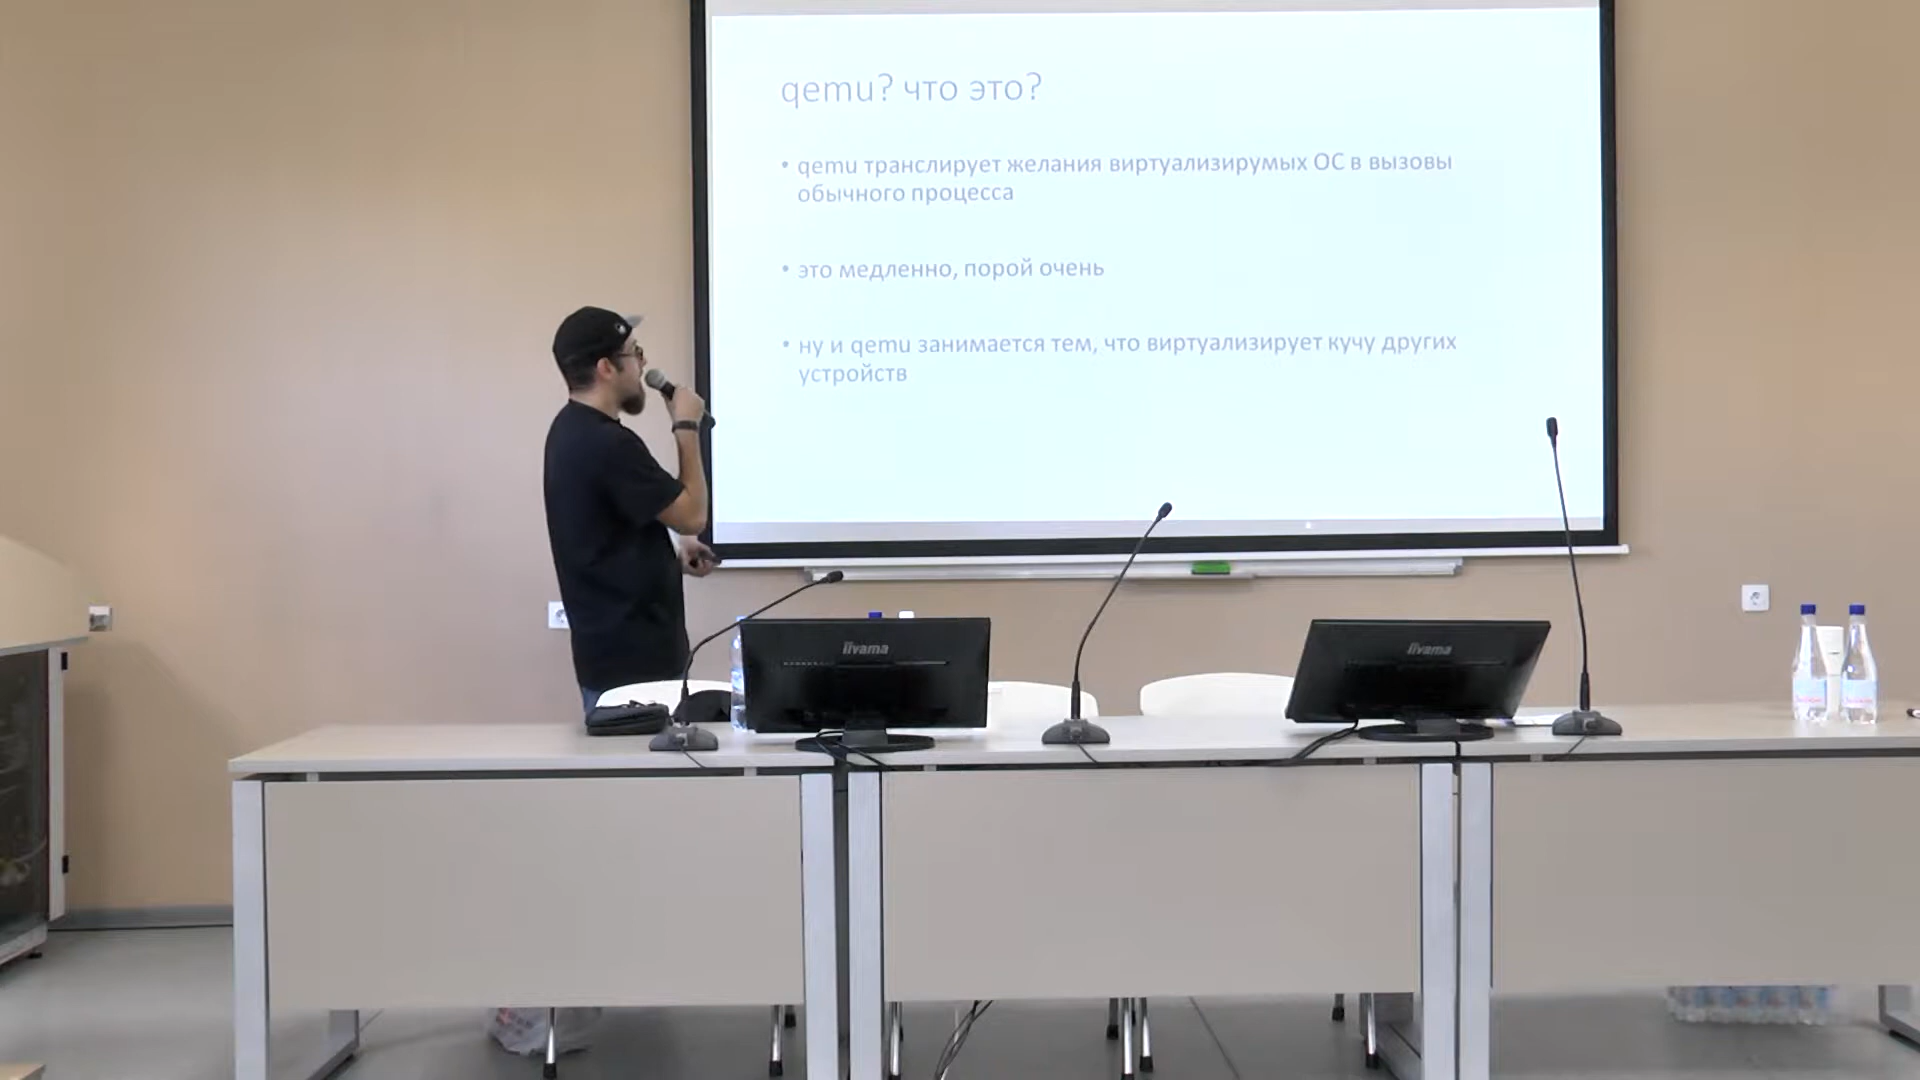 qemu? что это?
• qemu транслирует желания виртуализирумых ОС в вызовы
обычного процесса
• это медленно, порой очень
• ну и qemu занимается тем, что виртуализирует кучу других
устройств
iiyama
iiyama